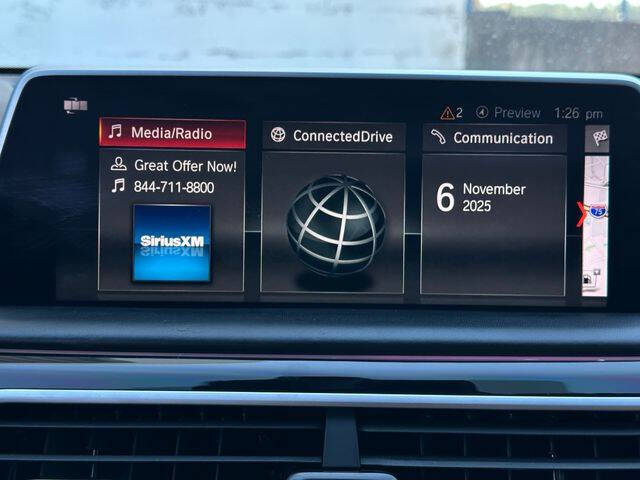 2 Preview 1:26 pm
Media/Radio
Great Offer Now!
844-711-8800
SiriusXM
ConnectedDrive
Communication
6 November
2025
75